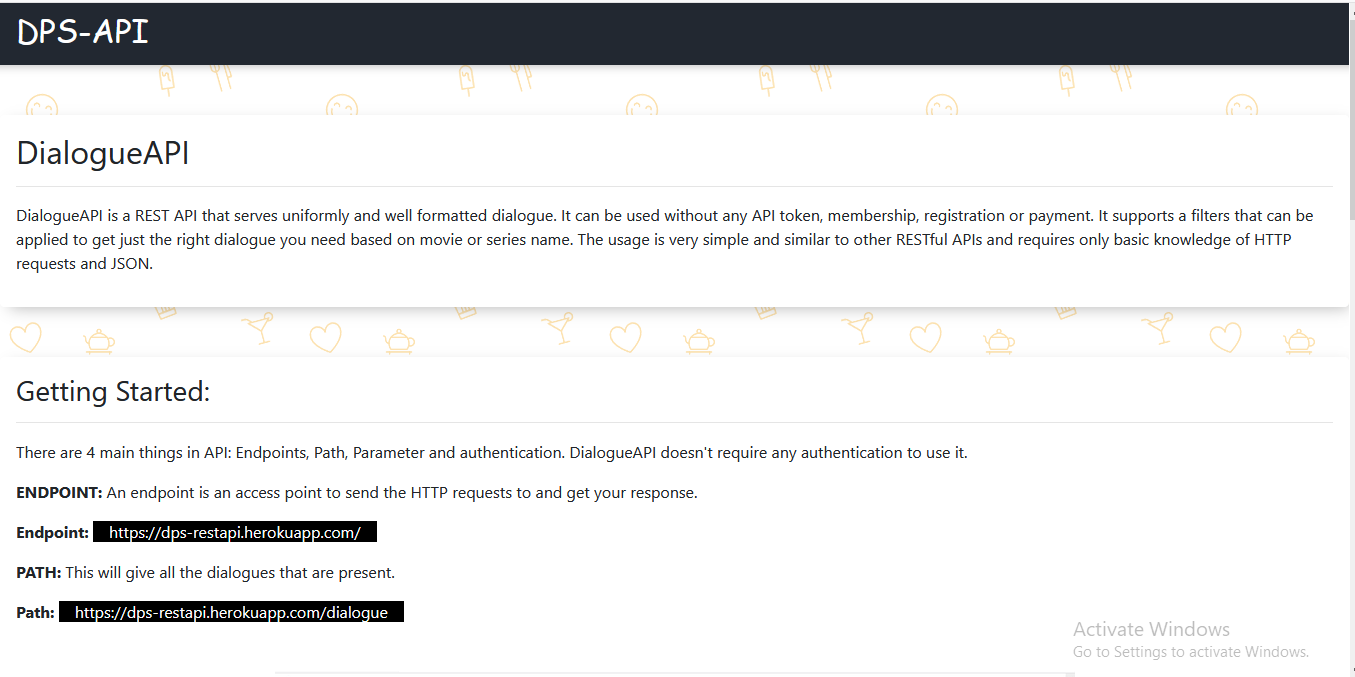 DPS-API
DialogueAPI
DialogueAPI is a REST API that serves uniformly and well formatted dialogue. It can be used without any API token, membership, registration or payment. It supports a filters that can be
applied to get just the right dialogue you need based on movie or series name. The usage is very simple and similar to other RESTful APIs and requires only basic knowledge of HTTP
requests and JSON.
Getting Started:
There are 4 main things in API: Endpoints, Path, Parameter and authentication. DialogueAPI doesn't require any authentication to use it.
ENDPOINT: An endpoint is an access point to send the HTTP requests to and get your response.
Endpoint: https://dps-restapi.herokuapp.com/
PATH: This will give all the dialogues that are present.
Path: https://dps-restapi.herokuapp.com/dialogue
Activate Windows
Go to Settings to activate Windows.